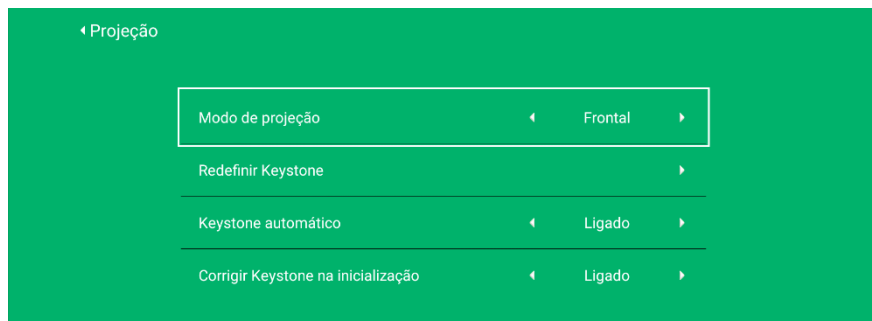 Projeção
Modo de projeção Frontal
Redefinir Keystone
Keystone automático Ligado
Corrigir Keystone na inicialização Ligado